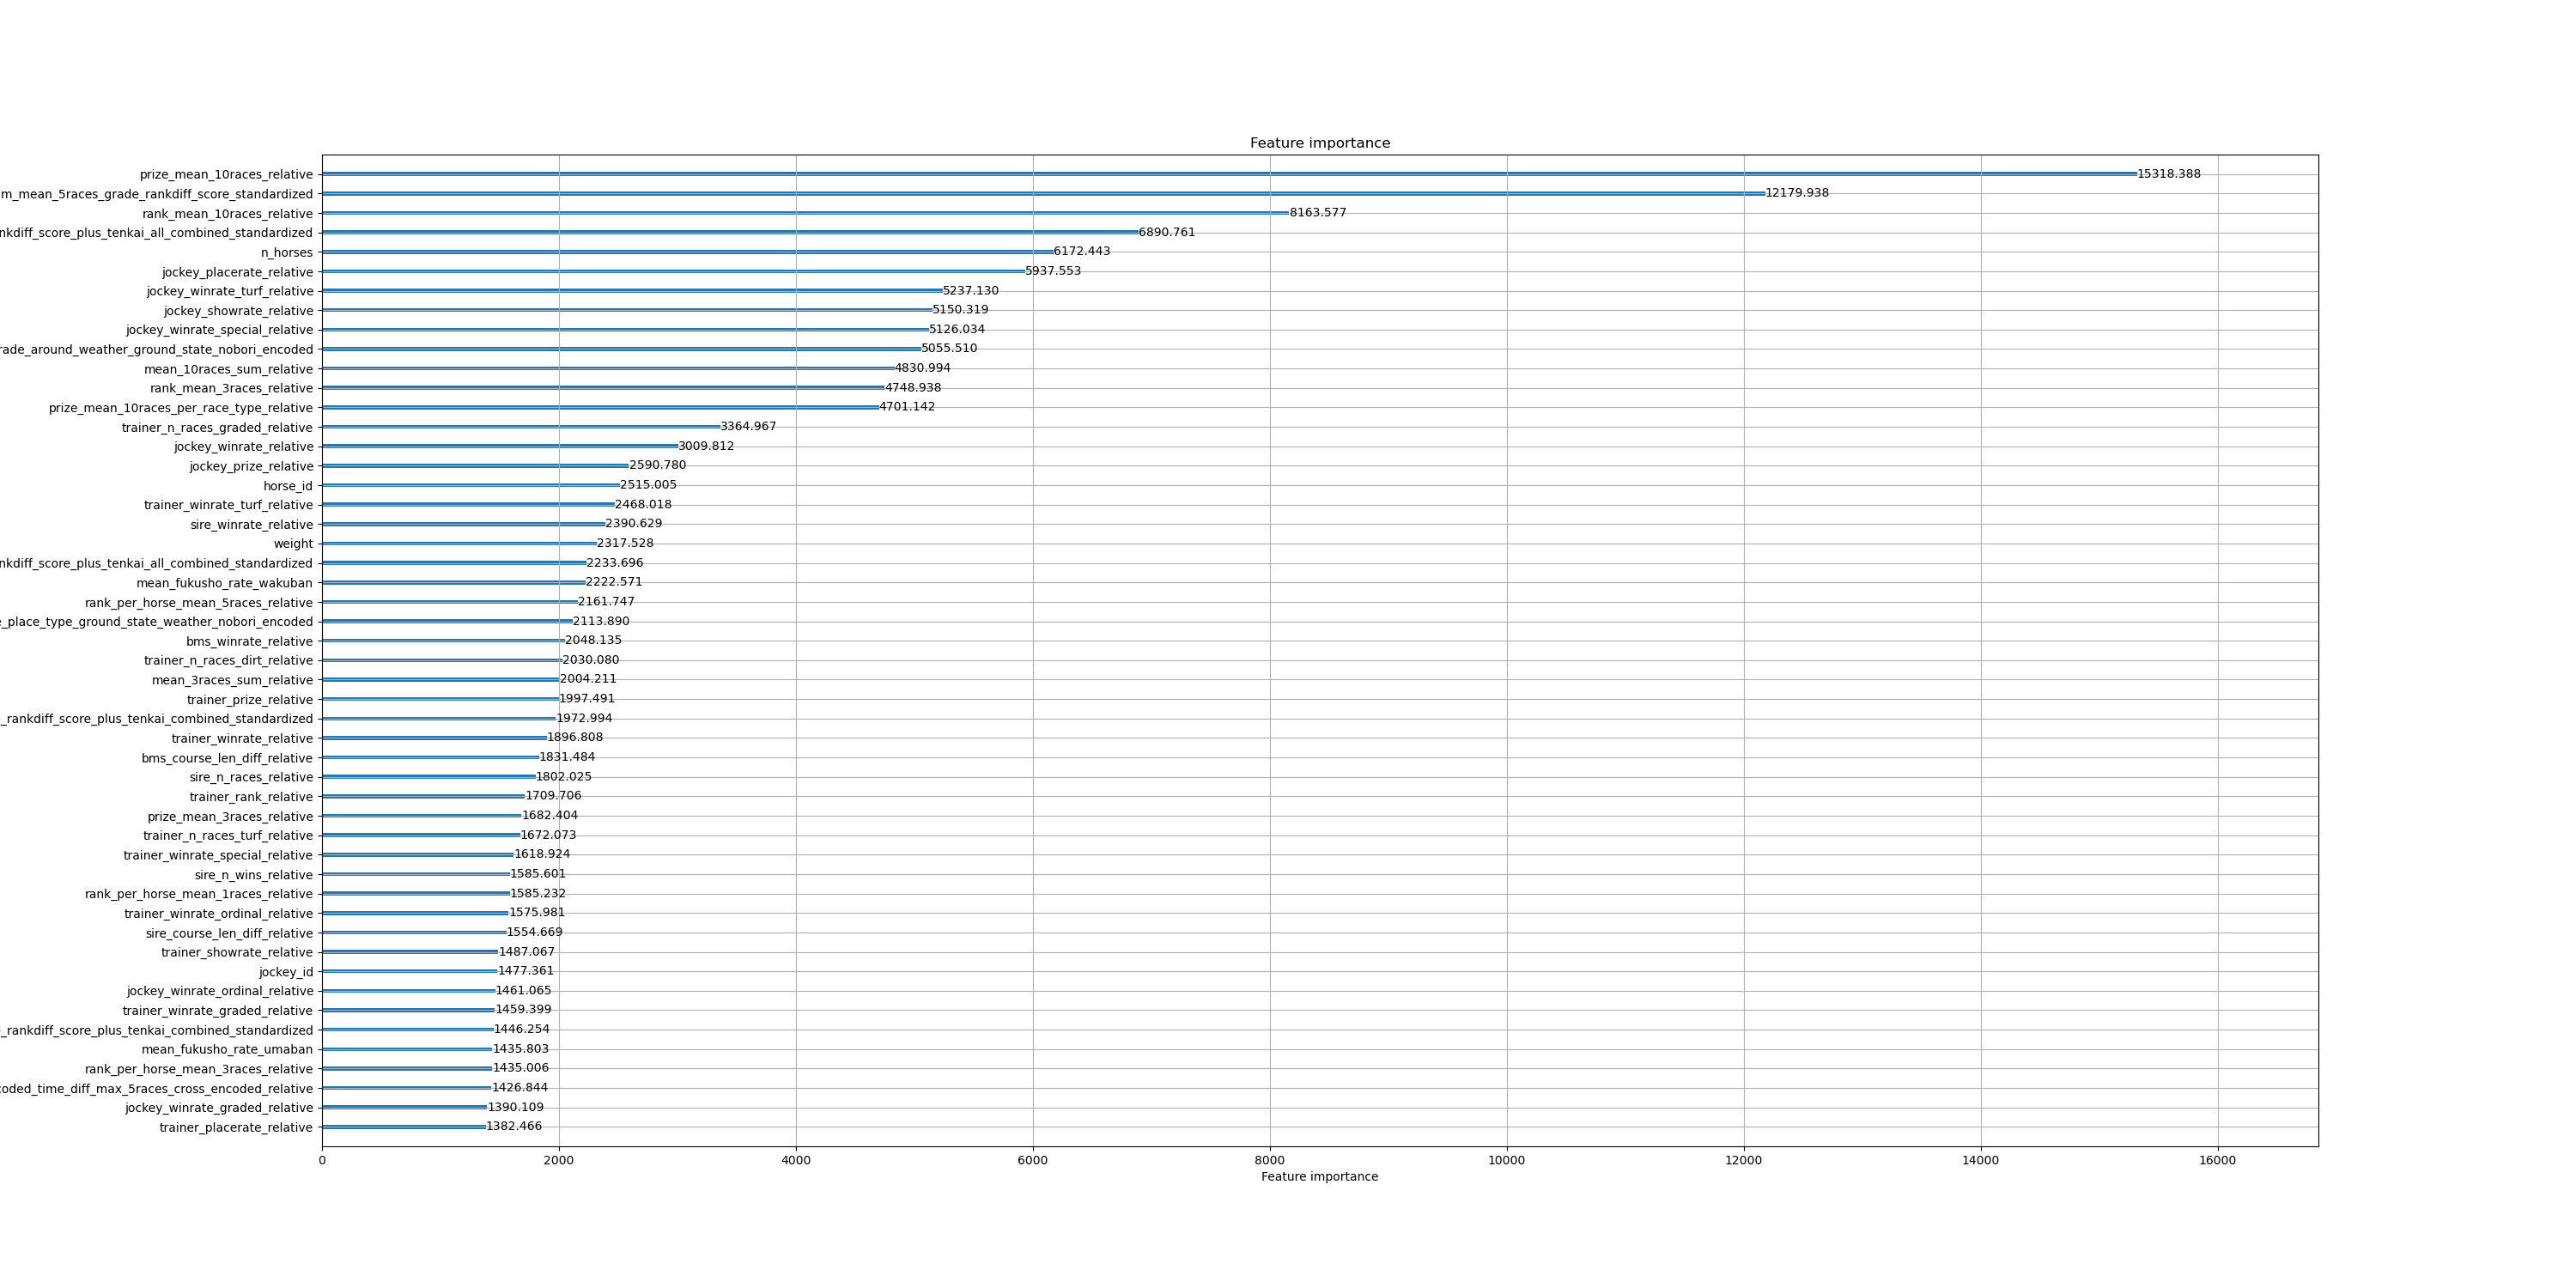 Feature importance
prize_mean_10races_relative 15318.388
m_mean_5races_grade_rankdiff_score_standardized 12179.938
rank_mean_10races_relative 8163.577
nkdiff_score_plus_tenkai_all_combined_standardized 6890.761
n_horses 6172.443
jockey_placerate_relative 5937.553
jockey_winrate_turf_relative 5237.130
jockey_showrate_relative 5150.319
jockey_winrate_special_relative 5126.034
rade_around_weather_ground_state_nobori_encoded 5055.510
mean_10races_sum_relative 4830.994
rank_mean_3races_relative 4748.938
prize_mean_10races_per_race_type_relative 4701.142
trainer_n_races_graded_relative 3364.967
jockey_winrate_relative 3009.812
jockey_prize_relative 2590.780
horse_id 2515.005
trainer_winrate_turf_relative 2468.018
sire_winrate_relative 2390.629
weight 2317.528
nkdiff_score_plus_tenkai_all_combined_standardized 2233.696
mean_fukusho_rate_wakuban 2222.571
rank_per_horse_mean_5races_relative 2161.747
_place_type_ground_state_weather_nobori_encoded 2113.890
bms_winrate_relative 2048.135
trainer_n_races_dirt_relative 2030.080
mean_3races_sum_relative 2004.211
trainer_prize_relative 1997.491
_rankdiff_score_plus_tenkai_combined_standardized 1972.994
trainer_winrate_relative 1896.808
bms_course_len_diff_relative 1831.484
sire_n_races_relative 1802.025
trainer_rank_relative 1709.706
prize_mean_3races_relative 1682.404
trainer_n_races_turf_relative 1672.073
trainer_winrate_special_relative 1618.924
sire_n_wins_relative 1585.601
rank_per_horse_mean_1races_relative 1585.232
trainer_winrate_ordinal_relative 1575.981
sire_course_len_diff_relative 1554.669
trainer_showrate_relative 1487.067
jockey_id 1477.361
jockey_winrate_ordinal_relative 1461.065
trainer_winrate_graded_relative 1459.399
_rankdiff_score_plus_tenkai_combined_standardized 1446.254
mean_fukusho_rate_umaban 1435.803
rank_per_horse_mean_3races_relative 1435.006
coded_time_diff_max_5races_cross_encoded_relative 1426.844
jockey_winrate_graded_relative 1390.109
trainer_placerate_relative 1382.466
0 2000 4000 6000 8000 10000 12000 14000 16000
Feature importance